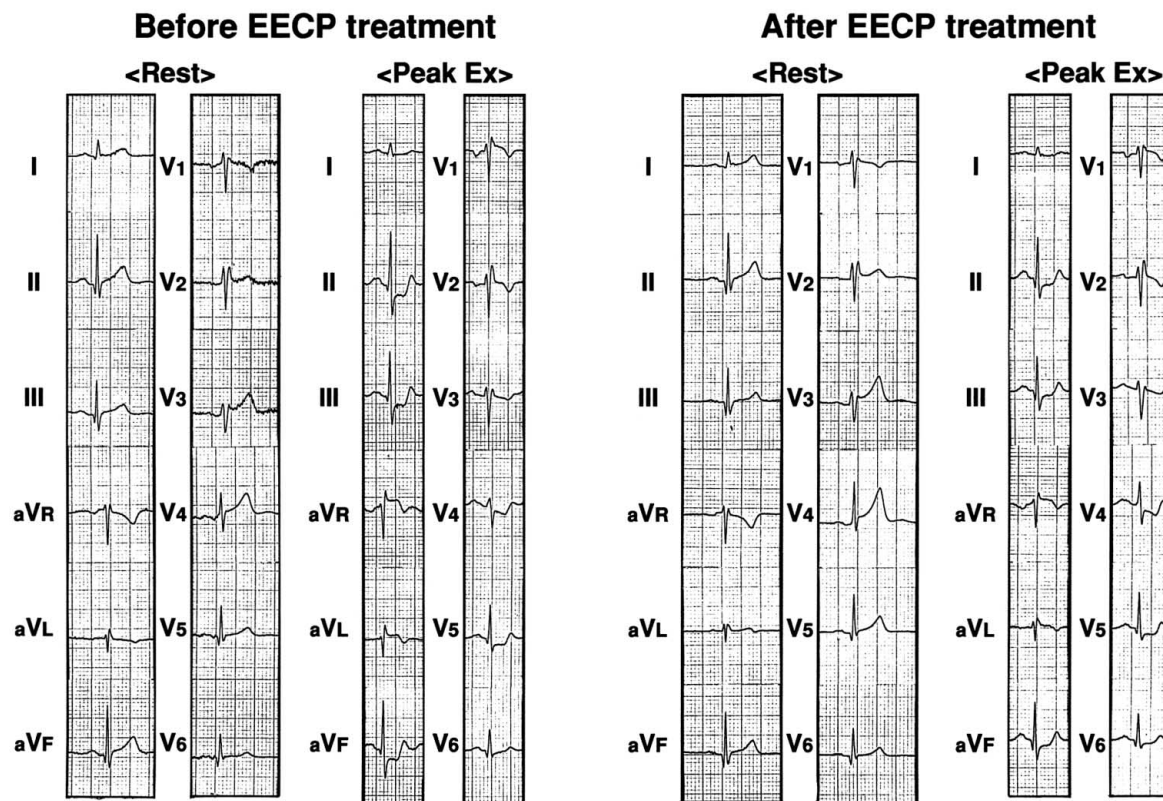 Before EECP treatment After EECP treatment
<Rest> <Peak Ex> <Rest> <Peak Ex>
I V1 I V1 I V1 I V1
II V2 II V2 II V2 II V2
III V3 III V3 III V3 III V3
aVR V4 aVR V4 aVR V4 aVR V4
aVL V5 aVL V5 aVL V5 aVL V5
aVF V6 aVF V6 aVF V6 aVF V6